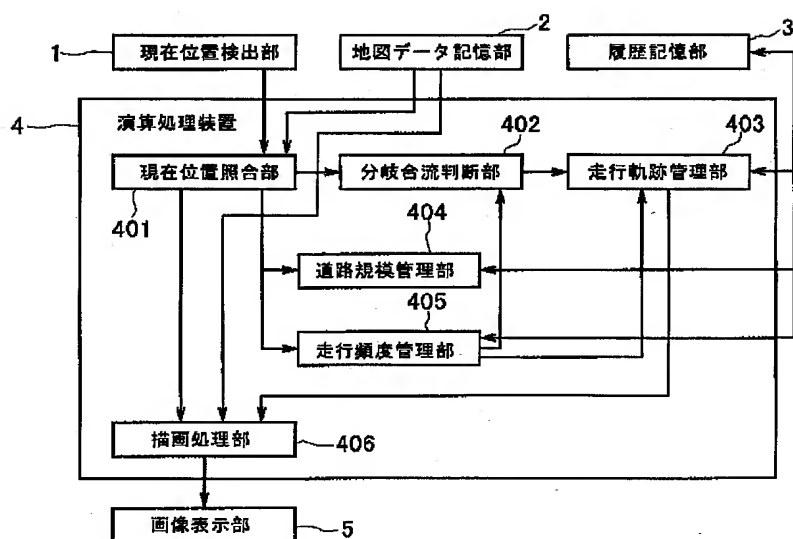 1 現在位置検出部
地図データ記憶部 2
履歴記憶部 3
4 演算処理装置
現在位置照合部 401
分岐合流判断部 402
走行軌跡管理部 403
道路規模管理部 404
走行頻度管理部 405
描画処理部 406
画像表示部 5